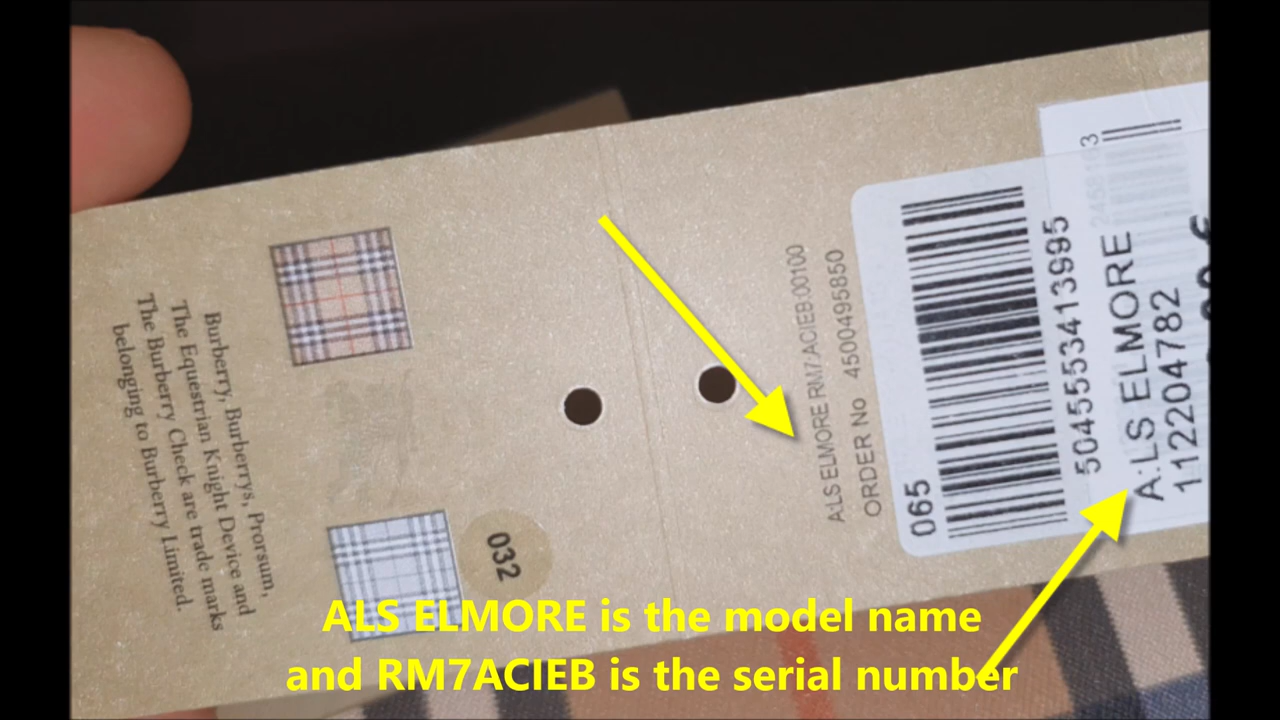 Burberry, Burberrys, Prorsum,
The Equestrian Knight Device and
The Burberry Check are trade marks
belonging to Burberry Limited.
032
A:LS ELMORE RM7:ACIEB:00100
ORDER No 4500495850
065
5045553413995
A:LS ELMORE
112204782
3
ALS ELMORE is the model name
and RM7ACIEB is the serial number